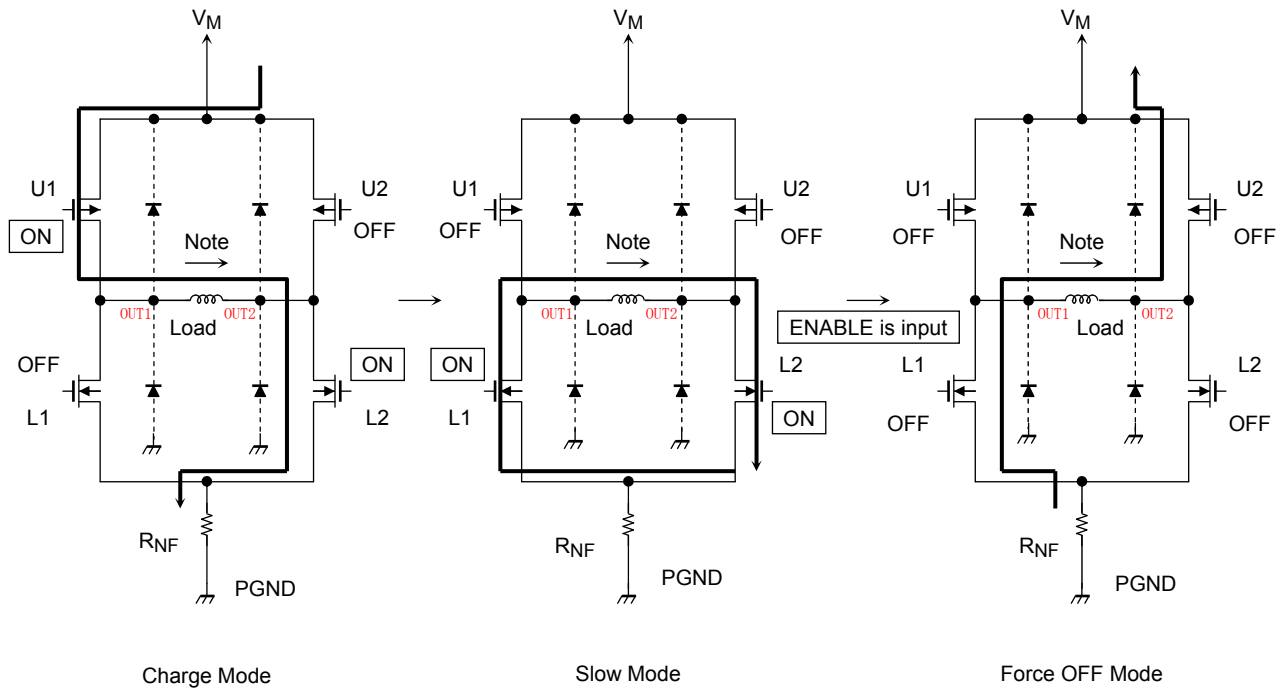 VM
U1
ON
U2
OFF
Note
OUT1
OUT2
Load
OFF
L1
ON
L2
RNF
PGND
Charge Mode
VM
U1
OFF
U2
OFF
Note
OUT1
OUT2
Load
ON
L1
L2
ON
RNF
PGND
Slow Mode
ENABLE is input
VM
U1
OFF
U2
OFF
Note
OUT1
OUT2
Load
L1
OFF
L2
OFF
RNF
PGND
Force OFF Mode